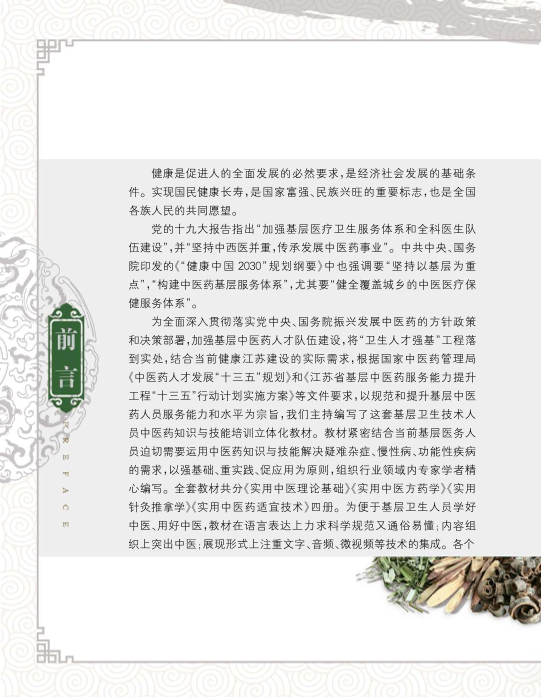 前言
PREFACE
健康是促进人的全面发展的必然要求,是经济社会发展的基础条
件。实现国民健康长寿,是国家富强、民族兴旺的重要标志,也是全国
各族人民的共同愿望。
党的十九大报告指出“加强基层医疗卫生服务体系和全科医生队
伍建设”,并“坚持中西医并重,传承发展中医药事业”。中共中央、国务
院印发的《“健康中国 2030”规划纲要》中也强调要“坚持以基层为重
点”,“构建中医药基层服务体系”,尤其要“健全覆盖城乡的中医医疗保
健服务体系”。
为全面深入贯彻落实党中央、国务院振兴发展中医药的方针政策
和决策部署,加强基层中医药人才队伍建设,将“卫生人才强基”工程落
到实处,结合当前健康江苏建设的实际需求,根据国家中医药管理局
《中医药人才发展“十三五”规划》和《江苏省基层中医药服务能力提升
工程“十三五”行动计划实施方案》等文件要求,以规范和提升基层中医
药人员服务能力和水平为宗旨,我们主持编写了这套基层卫生技术人
员中医药知识与技能培训立体化教材。教材紧密结合当前基层医务人
员迫切需要运用中医药知识与技能解决疑难杂症、慢性病、功能性疾病
的需求,以强基础、重实践、促应用为原则,组织行业领域内专家学者精
心编写。全套教材共分《实用中医理论基础》《实用中医方药学》《实用
针灸推拿学》《实用中医药适宜技术》四册。为便于基层卫生人员学好
中医、用好中医,教材在语言表达上力求科学规范又通俗易懂;内容组
织上突出中医;展现形式上注重文字、音频、微视频等技术的集成。各个